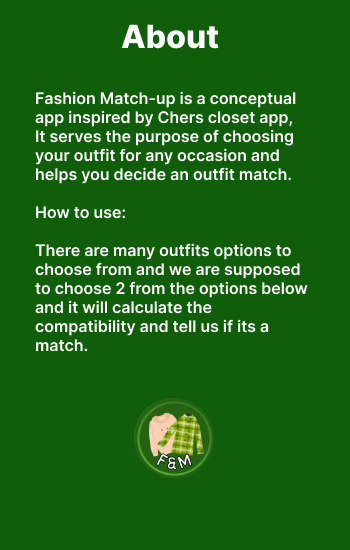 About
Fashion Match-up is a conceptual
app inspired by Chers closet app,
It serves the purpose of choosing
your outfit for any occasion and
helps you decide an outfit match.
How to use:
There are many outfits options to
choose from and we are supposed
to choose 2 from the options below
and it will calculate the
compatibility and tell us if its a
match.
F&M